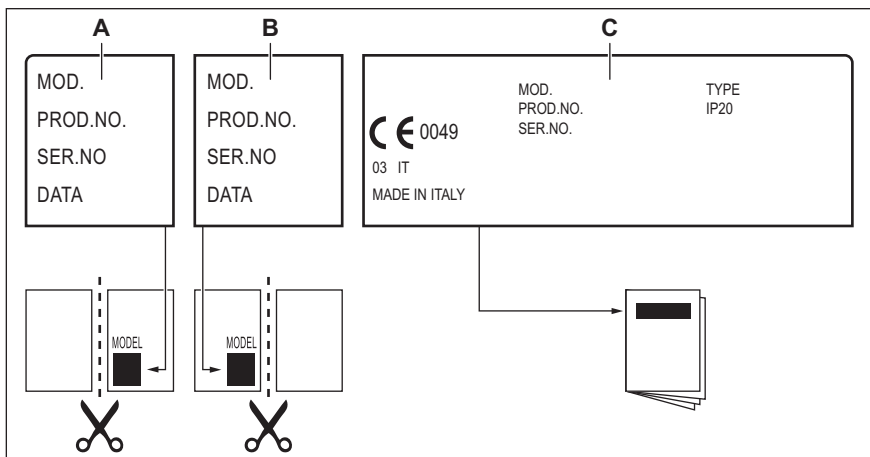 A
B
C
MOD.
PROD.NO.
SER.NO
DATA
MOD.
PROD.NO.
SER.NO
DATA
MOD.
PROD.NO.
SER.NO.
TYPE
IP20
CE 0049
03 IT
MADE IN ITALY
MODEL
MODEL